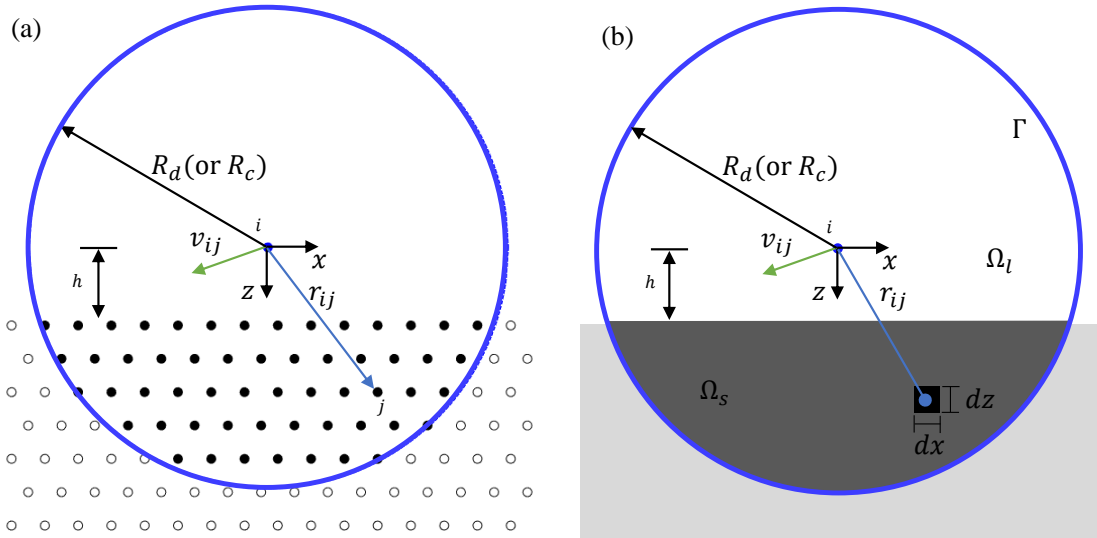 (a)
R_d(or R_c)
i
v_ij
x
h
z
r_ij
j
(b)
Γ
R_d(or R_c)
i
v_ij
x
Ω_l
h
z
r_ij
Ω_s
dz
dx